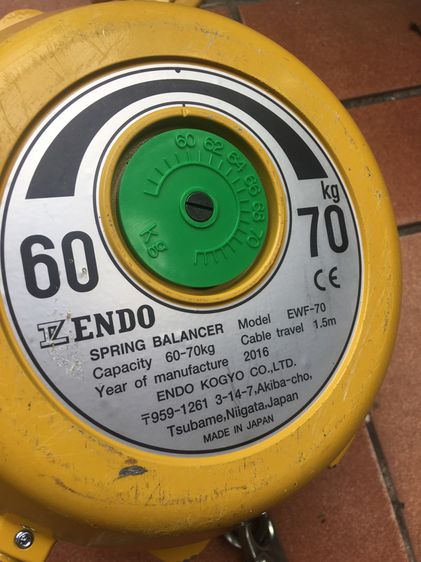 60 62 64 66 68 70
kg
kg
60
70
ENDO
CE
SPRING BALANCER Model EWF-70
Capacity 60-70kg Cable travel 1.5m
Year of manufacture 2016
ENDO KOGYO CO.,LTD.
〒959-1261 3-14-7,Akiba-cho,
Tsubame,Niigata,Japan
MADE IN JAPAN